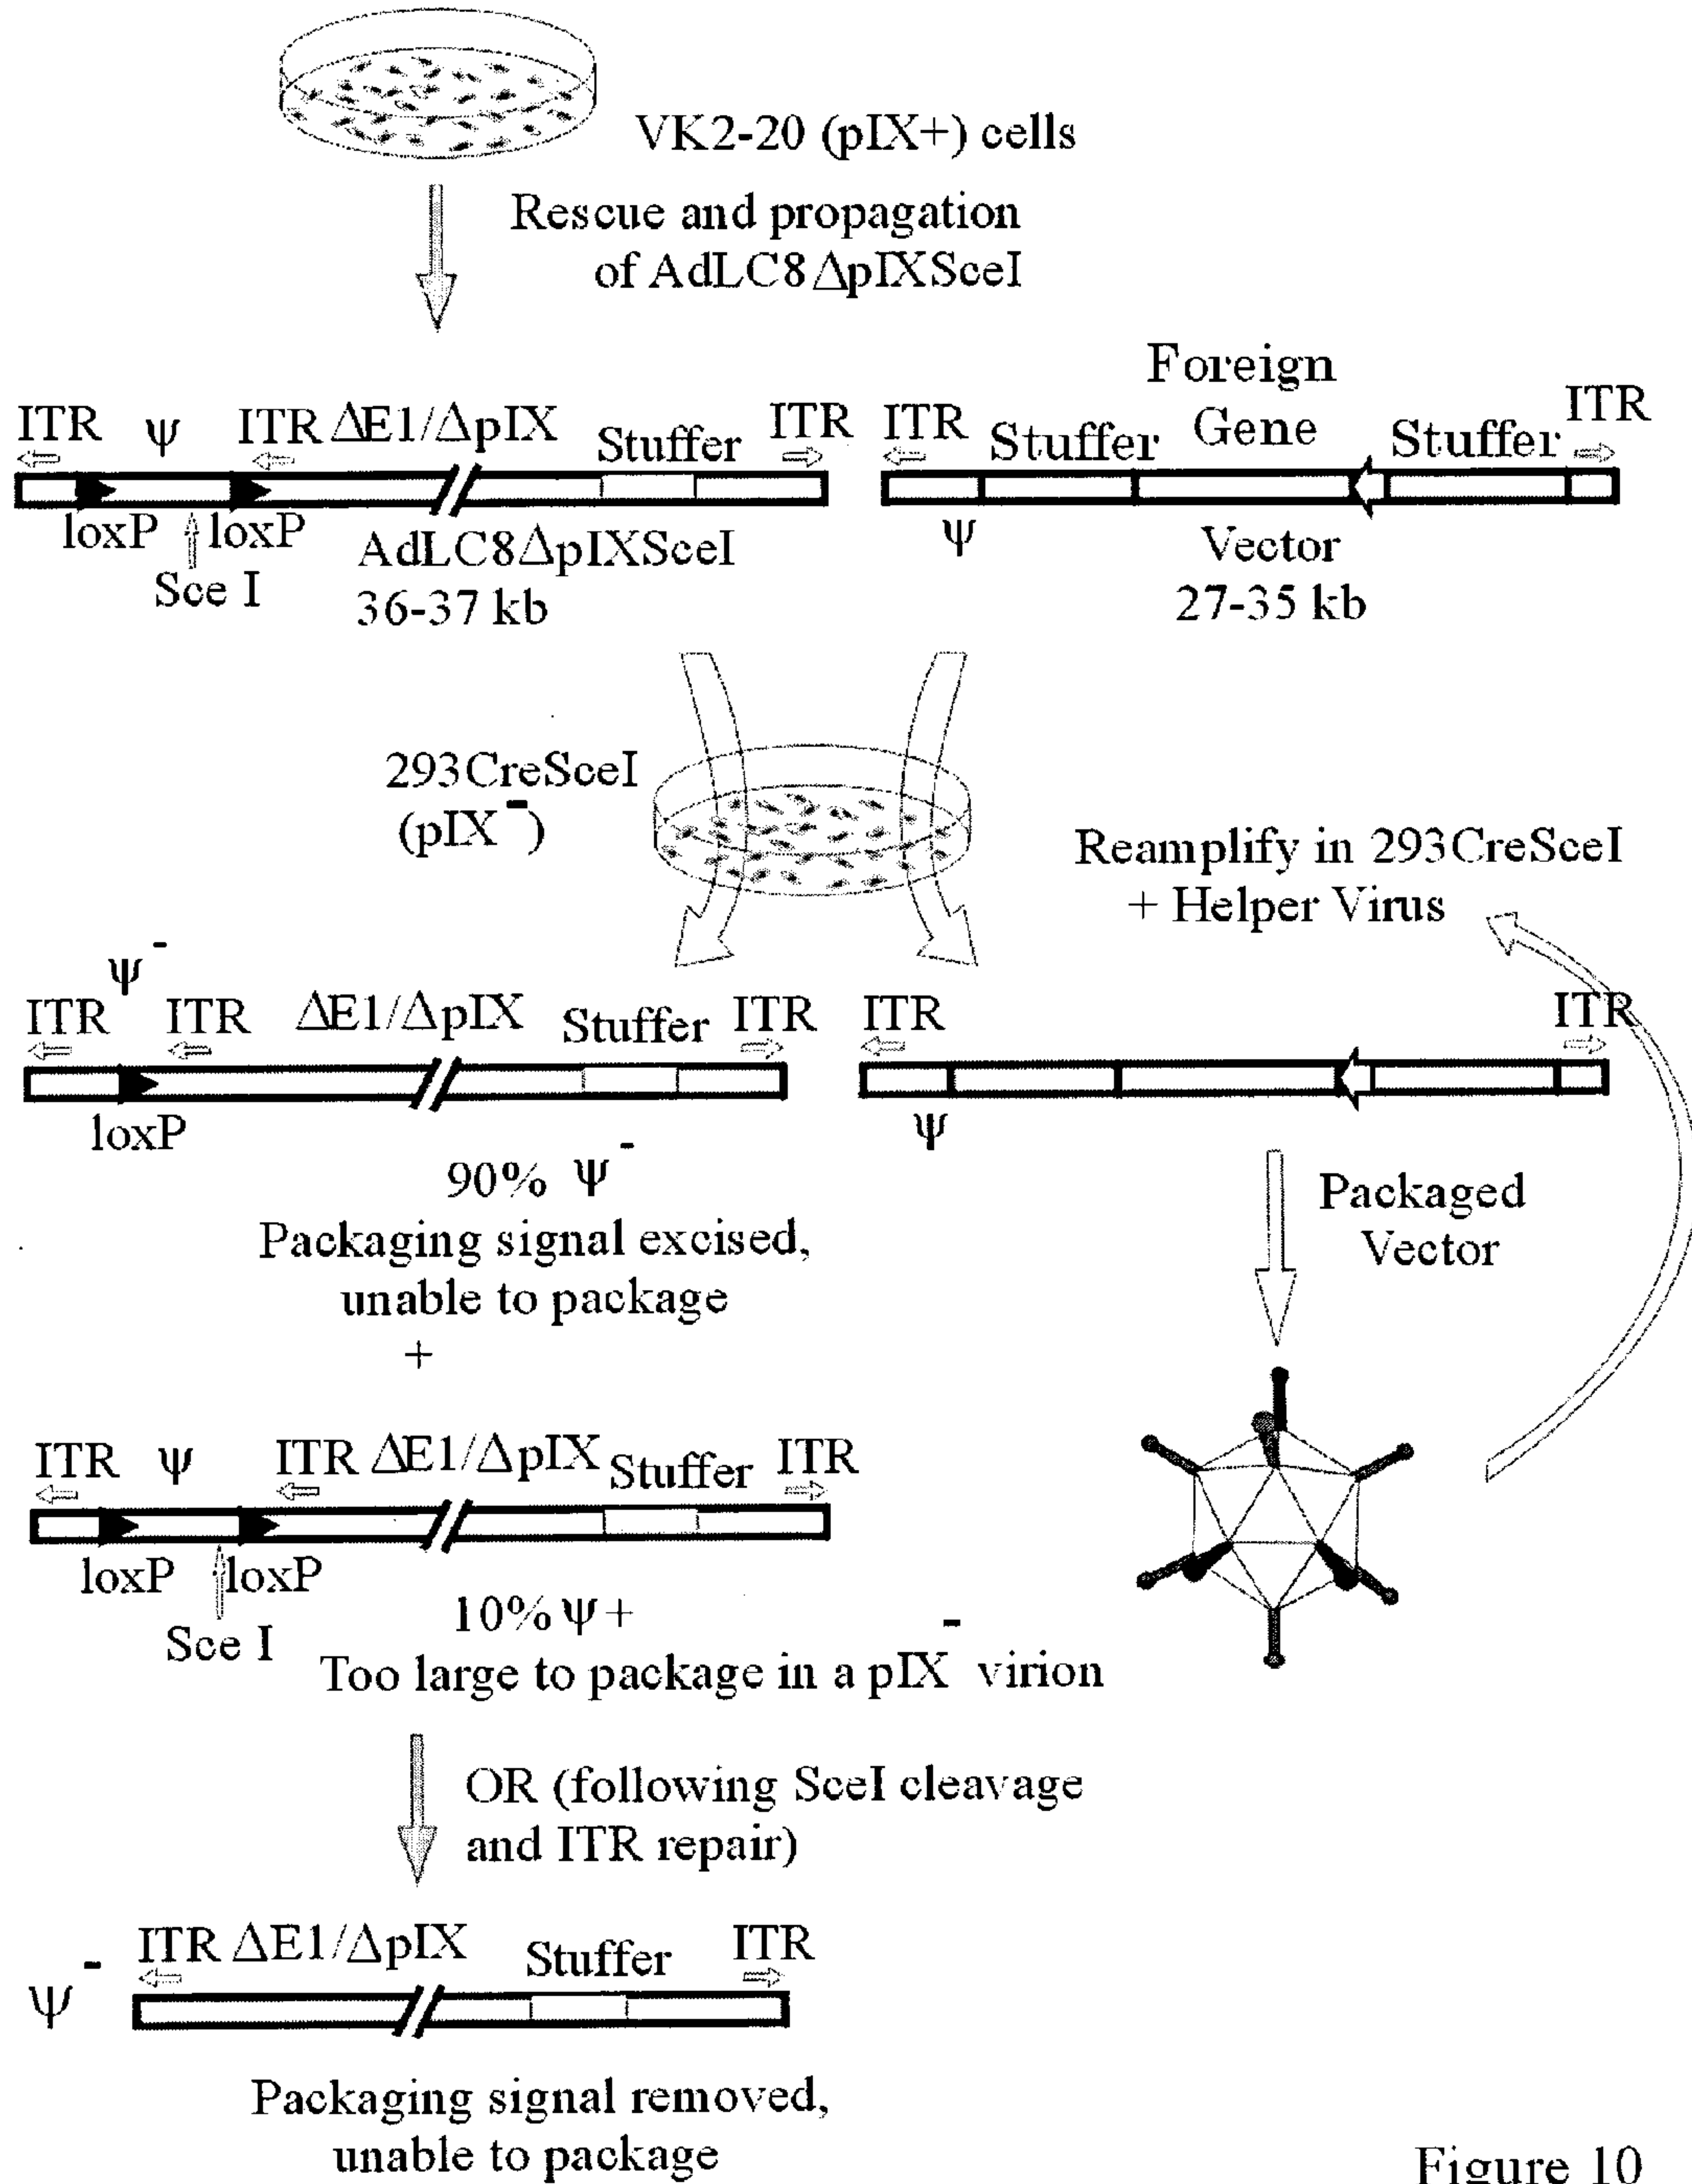 VK2-20 (pIX+) cells
Rescue and propagation
of AdLC8ΔpIXSceI
ITR ψ ITR ΔE1/ΔpIX Stuffer ITR
loxP loxP
Sce I
AdLC8ΔpIXSceI
36-37 kb
ITR Stuffer Foreign Gene Stuffer ITR
ψ
Vector
27-35 kb
293CreSceI
(pIX⁻)
Reamplify in 293CreSceI
+ Helper Virus
ψ⁻
ITR ITR ΔE1/ΔpIX Stuffer ITR
loxP
ITR ITR
ψ
90% ψ⁻
Packaging signal excised,
unable to package
+
Packaged
Vector
ITR ψ ITR ΔE1/ΔpIX Stuffer ITR
loxP loxP
Sce I
10% ψ+
Too large to package in a pIX⁻ virion
OR (following SceI cleavage
and ITR repair)
ψ⁻ ITR ΔE1/ΔpIX Stuffer ITR
Packaging signal removed,
unable to package
Figure 10